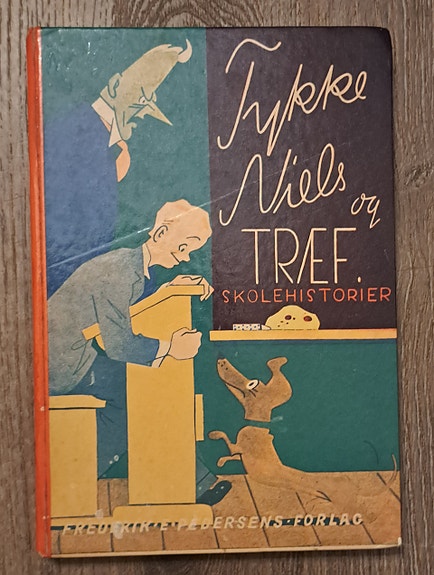 Tykke
Niels
og
TRÆF.
SKOLEHISTORIER
FREDERIK·E·PEDERSENS·FORLAG